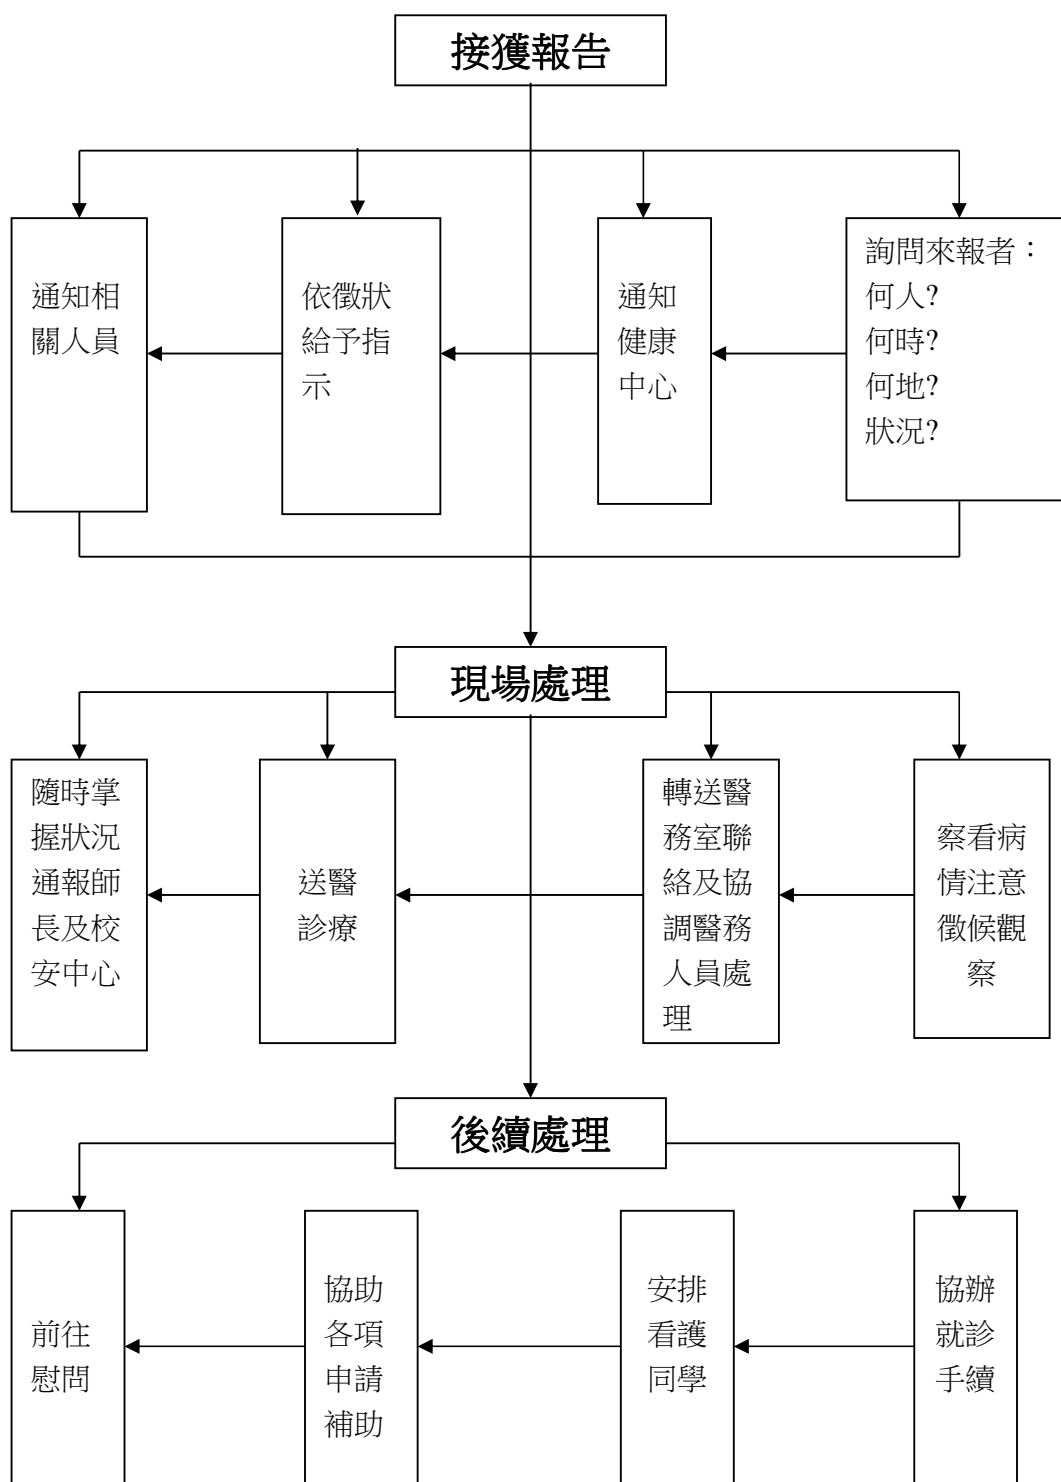 接獲報告
通知相
關人員
依徵狀
給予指
示
通知
健康
中心
詢問來報者：
何人?
何時?
何地?
狀況?
現場處理
隨時掌
握狀況
通報師
長及校
安中心
送醫
診療
轉送醫
務室聯
絡及協
調醫務
人員處
理
察看病
情注意
徵候觀
察
後續處理
前往
慰問
協助
各項
申請
補助
安排
看護
同學
協辦
就診
手續